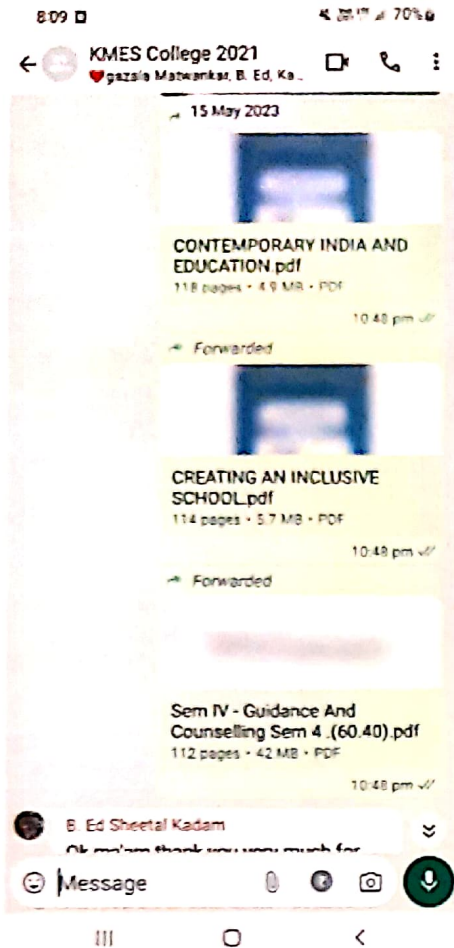 8:09 70%
KMES College 2021
❤gazala Matwankar, B. Ed, Ka...
15 May 2023
CONTEMPORARY INDIA AND
EDUCATION.pdf
118 pages • 4.9 MB • PDF
10:48 pm
Forwarded
CREATING AN INCLUSIVE
SCHOOL.pdf
114 pages • 5.7 MB • PDF
10:48 pm
Forwarded
Sem IV - Guidance And
Counselling Sem 4 .(60.40).pdf
112 pages • 42 MB • PDF
10:48 pm
B. Ed Sheetal Kadam
Ok ma'am thank you very much for
Message